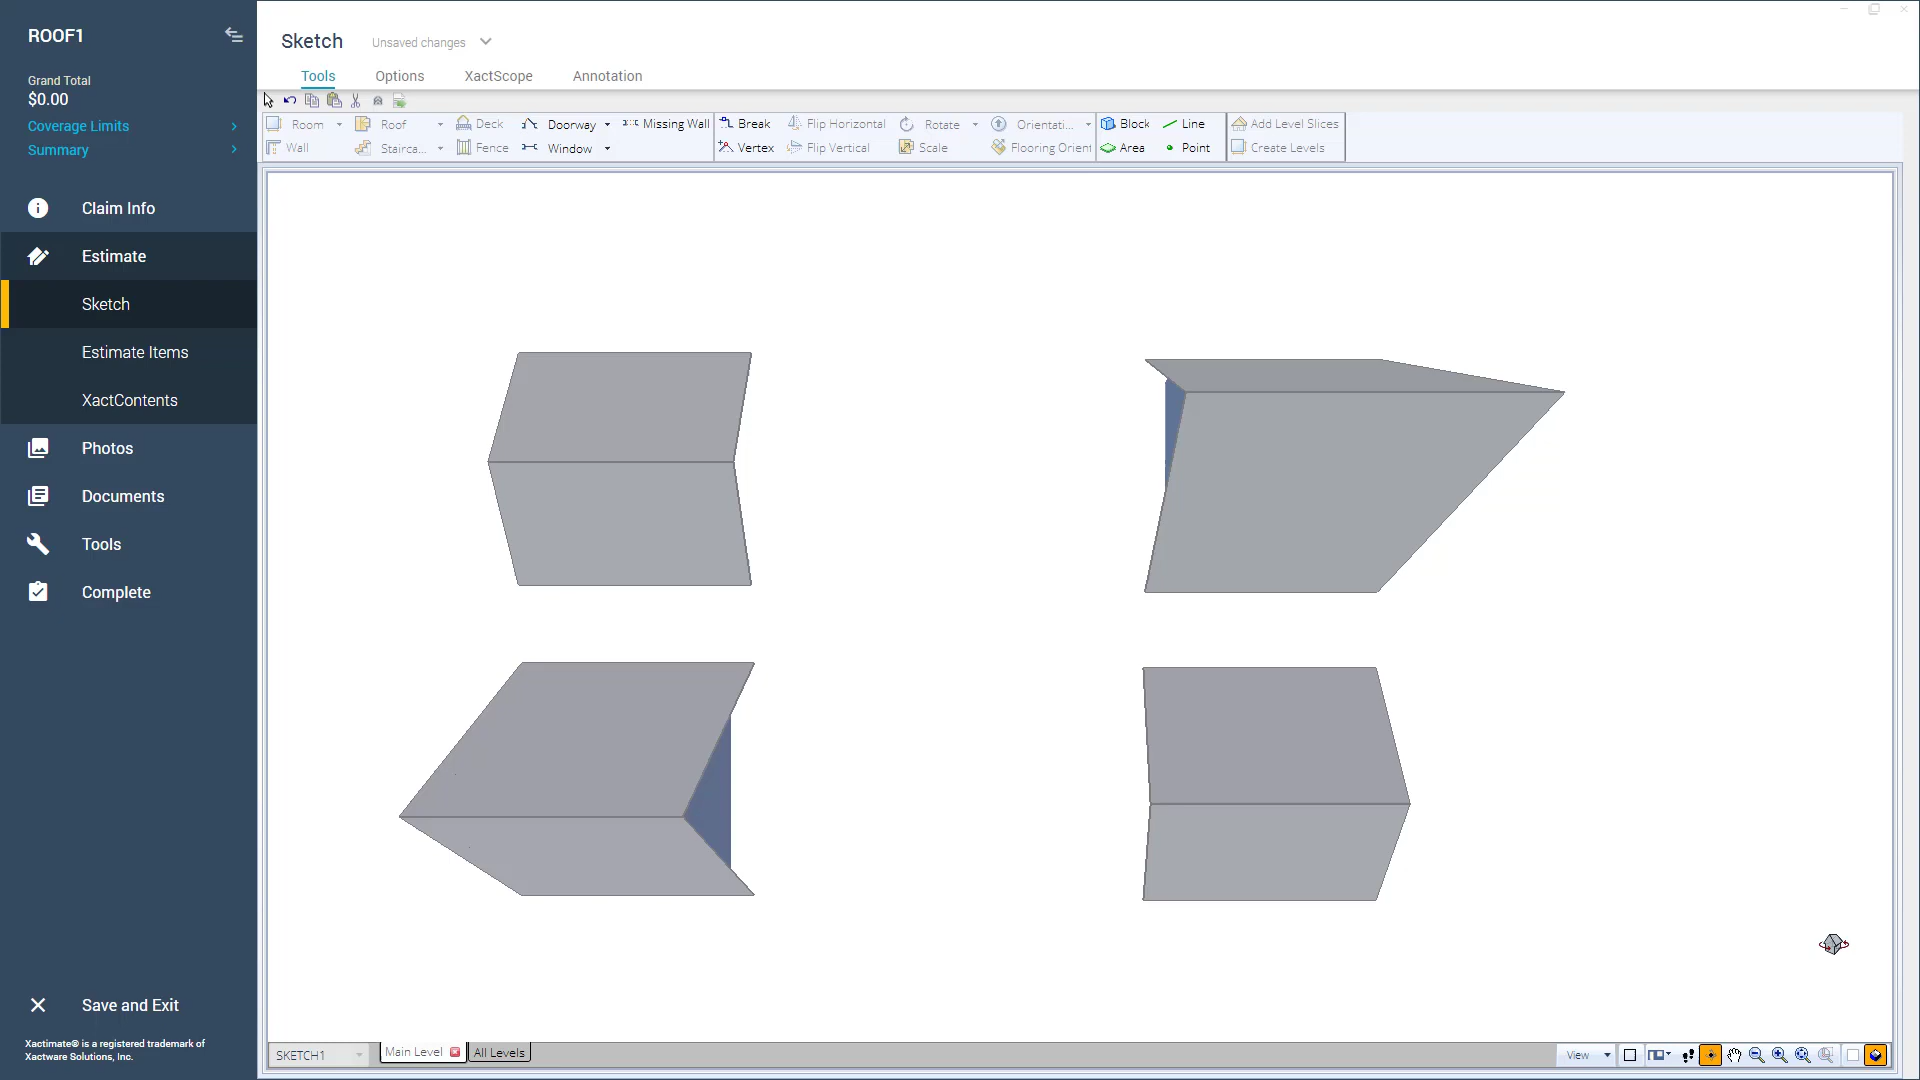 ROOF1
Grand Total
$0.00
Coverage Limits
Summary
Claim Info
Estimate
Sketch
Estimate Items
XactContents
Photos
Documents
Tools
Complete
Save and Exit
Xactimate® is a registered trademark of
Xactware Solutions, Inc.
Sketch Unsaved changes
Tools Options XactScope Annotation
Room Roof Deck Doorway Missing Wall Break Flip Horizontal Rotate Orientati... Block Line Add Level Slices
Wall Stairca... Fence Window Vertex Flip Vertical Scale Flooring Orient Area Point Create Levels
SKETCH1 Main Level All Levels View